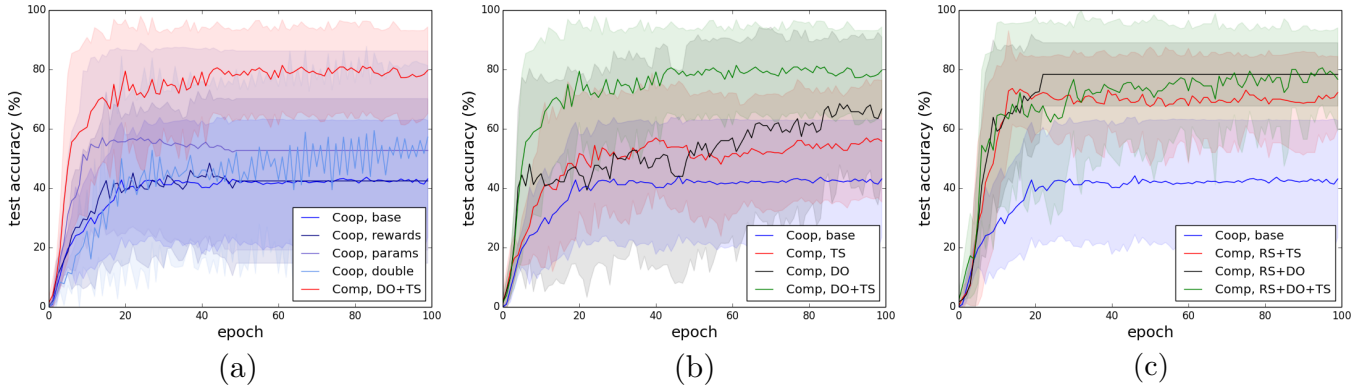 100
80
60
40
20
0
test accuracy (%)
0 20 40 60 80 100
epoch
Coop, base
Coop, rewards
Coop, params
Coop, double
Comp, DO+TS
(a)
100
80
60
40
20
0
test accuracy (%)
0 20 40 60 80 100
epoch
Coop, base
Comp, TS
Comp, DO
Comp, DO+TS
(b)
100
80
60
40
20
0
test accuracy (%)
0 20 40 60 80 100
epoch
Coop, base
Comp, RS+TS
Comp, RS+DO
Comp, RS+DO+TS
(c)